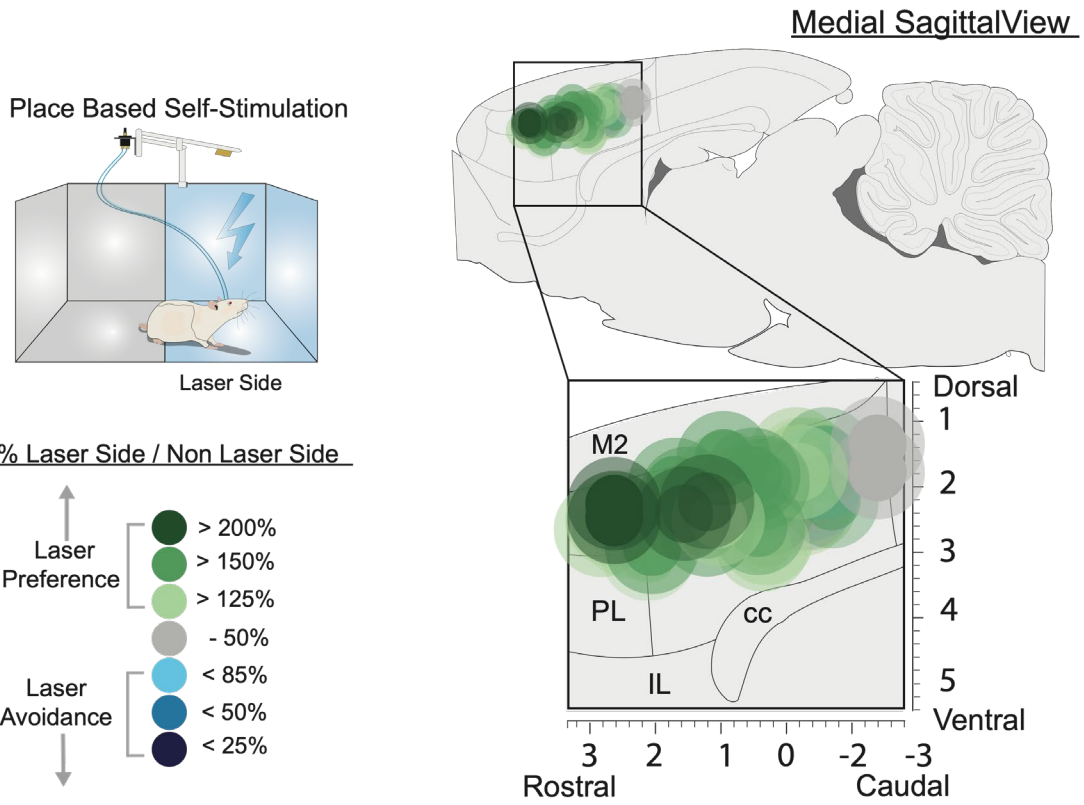 Medial SagittalView
Place Based Self-Stimulation
Laser Side
% Laser Side / Non Laser Side
Laser
Preference
> 200%
> 150%
> 125%
- 50%
Laser
Avoidance
< 85%
< 50%
< 25%
M2
PL
IL
cc
Dorsal
1
2
3
4
5
Ventral
3 2 1 0 -2 -3
Rostral Caudal